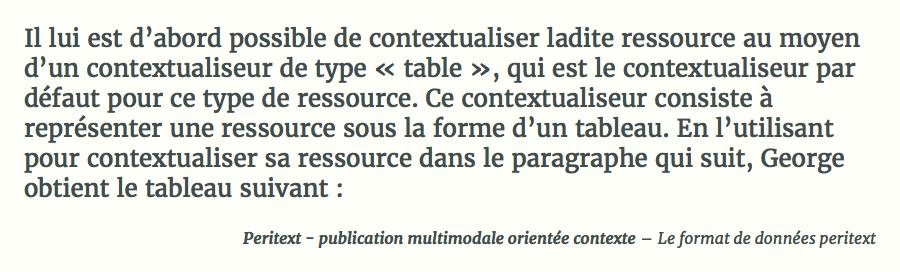 Il lui est d’abord possible de contextualiser ladite ressource au moyen
d’un contextualiseur de type « table », qui est le contextualiseur par
défaut pour ce type de ressource. Ce contextualiseur consiste à
représenter une ressource sous la forme d’un tableau. En l’utilisant
pour contextualiser sa ressource dans le paragraphe qui suit, George
obtient le tableau suivant :
Peritext - publication multimodale orientée contexte – Le format de données peritext